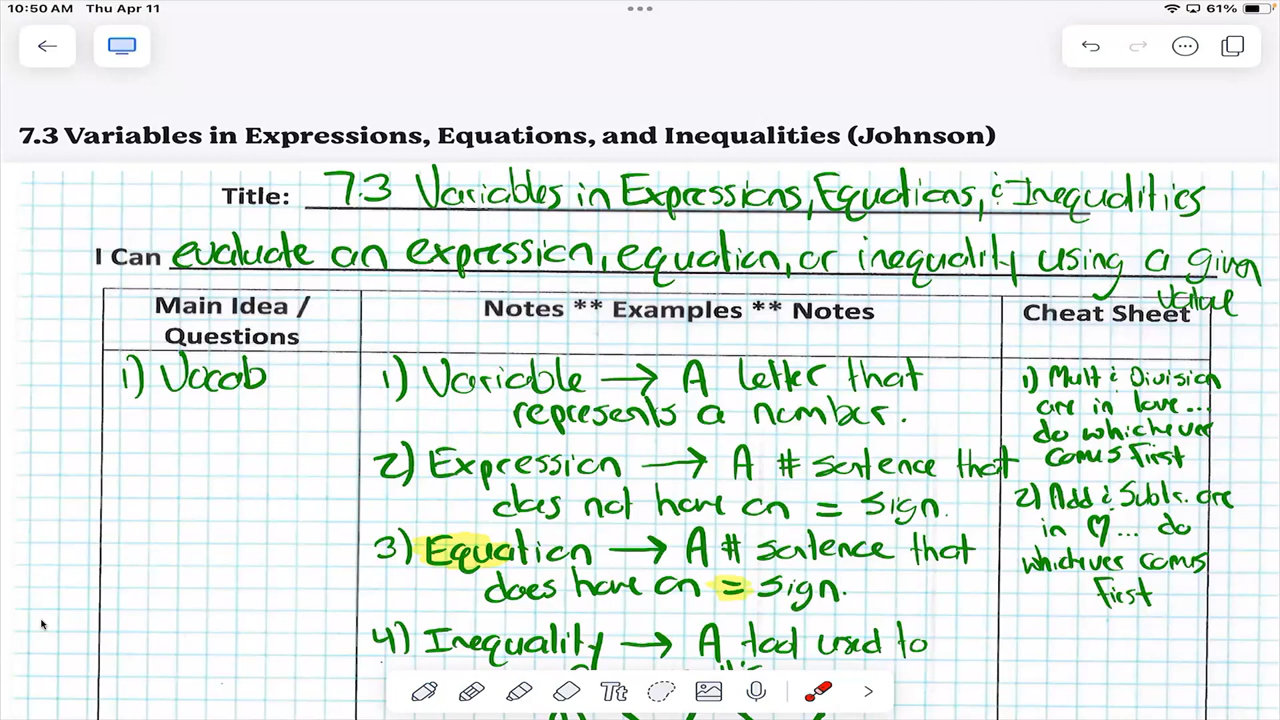 10:50 AM Thu Apr 11
61%
7.3 Variables in Expressions, Equations, and Inequalities (Johnson)
Title: 7.3 Variables in Expressions, Equations, & Inequalities
I Can evaluate an expression, equation, or inequality using a given
value
Main Idea /
Questions
Notes ** Examples ** Notes
Cheat Sheet
1) Vocab
1) Variable → A letter that
represents a number.
2) Expression → A # sentence that
does not have an = sign.
3) Equation → A # sentence that
does have an = sign.
4) Inequality → A tool used to
1) Mult & Division
are in love...
do whichever
comes first
2) Add & Subtr. are
in ♡... do
whichever comes
first
Tt